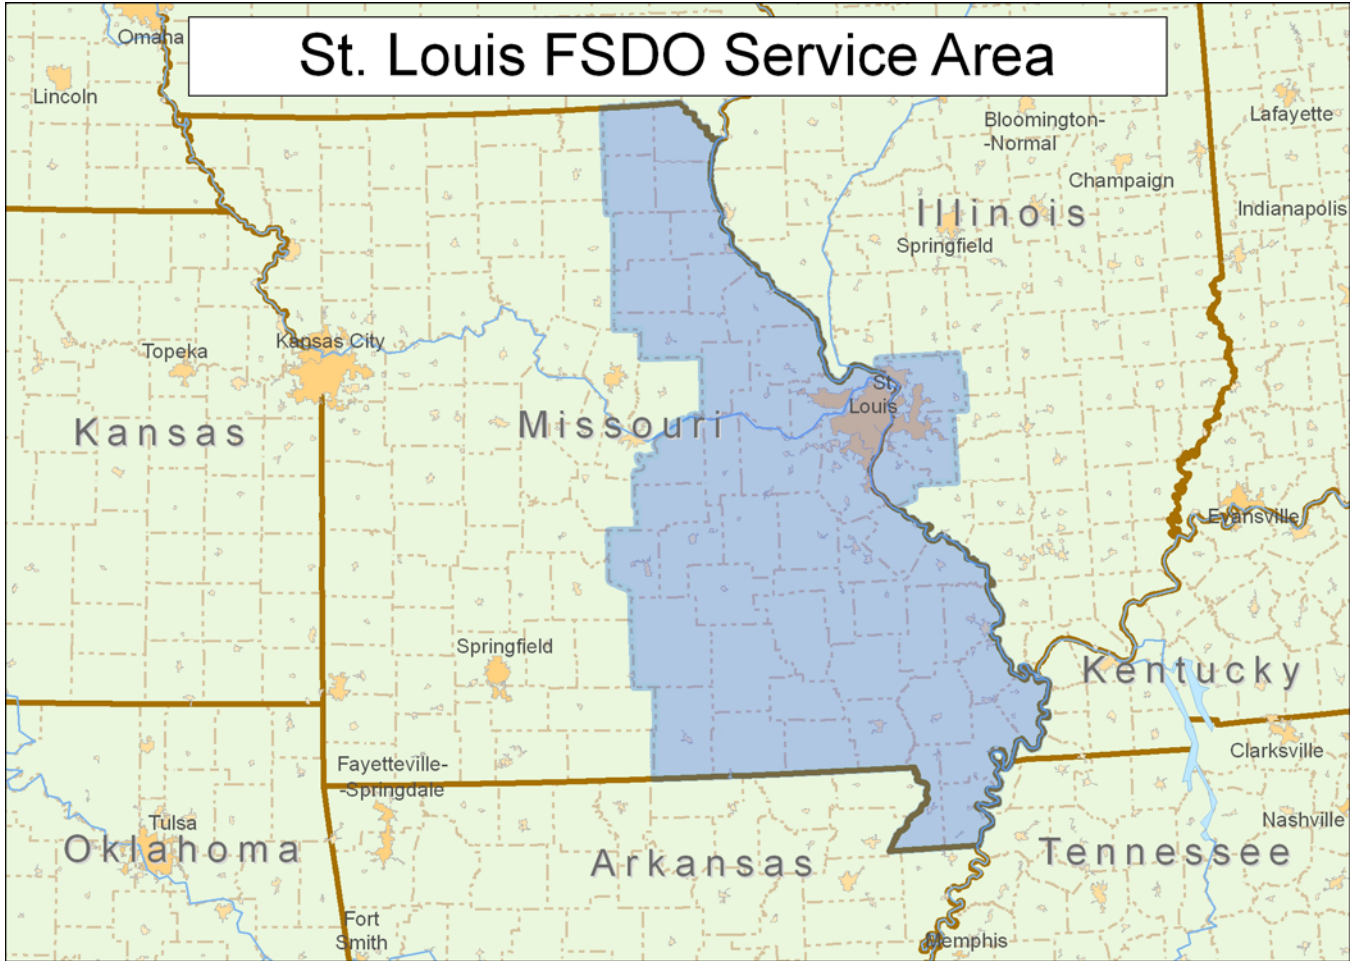 St. Louis FSDO Service Area
Omaha
Lincoln
Lafayette
Bloomington-
-Normal
Champaign
Illinois
Indianapolis
Springfield
Kansas City
Topeka
St.
Louis
Missouri
Kansas
Evansville
Springfield
Kentucky
Clarksville
Fayetteville-
-Springdale
Nashville
Tulsa
Oklahoma
Arkansas
Tennessee
Fort
Smith
Memphis